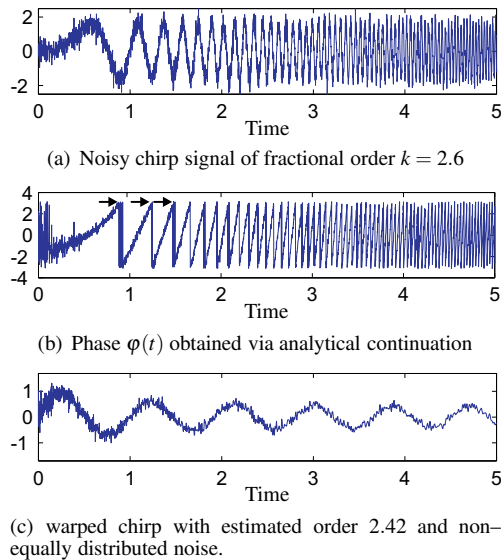 2
0
-2
0 1 2 3 4 5
Time
(a) Noisy chirp signal of fractional order k = 2.6
4
2
0
-2
-4
0 1 2 3 4 5
Time
(b) Phase φ(t) obtained via analytical continuation
1
0
-1
0 1 2 3 4 5
Time
(c) warped chirp with estimated order 2.42 and non–
equally distributed noise.